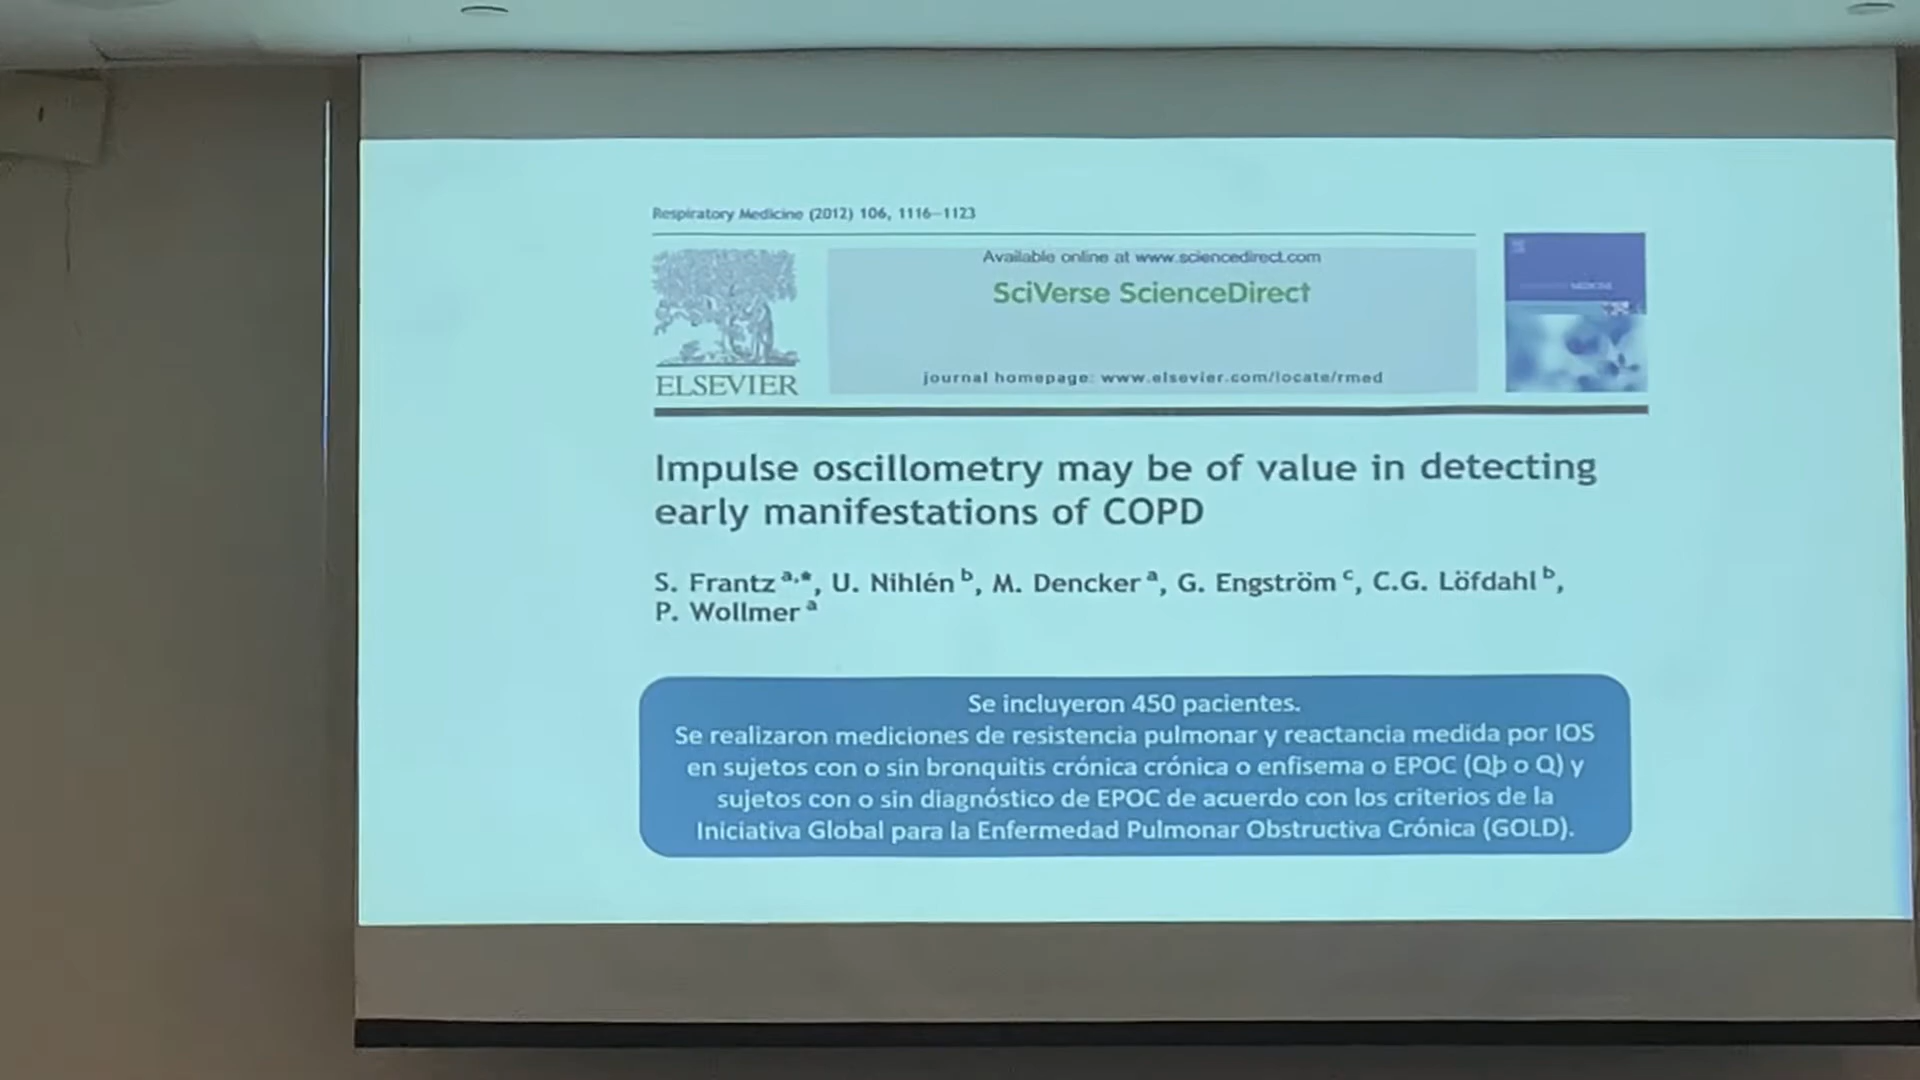 Respiratory Medicine (2012) 106, 1116–1123
Available online at www.sciencedirect.com
SciVerse ScienceDirect
journal homepage: www.elsevier.com/locate/rmed
ELSEVIER
MEDICINE
Impulse oscillometry may be of value in detecting
early manifestations of COPD
S. Frantz a,*, U. Nihlén b, M. Dencker a, G. Engström c, C.G. Löfdahl b,
P. Wollmer a
Se incluyeron 450 pacientes.
Se realizaron mediciones de resistencia pulmonar y reactancia medida por IOS
en sujetos con o sin bronquitis crónica crónica o enfisema o EPOC (Qþ o Q) y
sujetos con o sin diagnóstico de EPOC de acuerdo con los criterios de la
Iniciativa Global para la Enfermedad Pulmonar Obstructiva Crónica (GOLD).